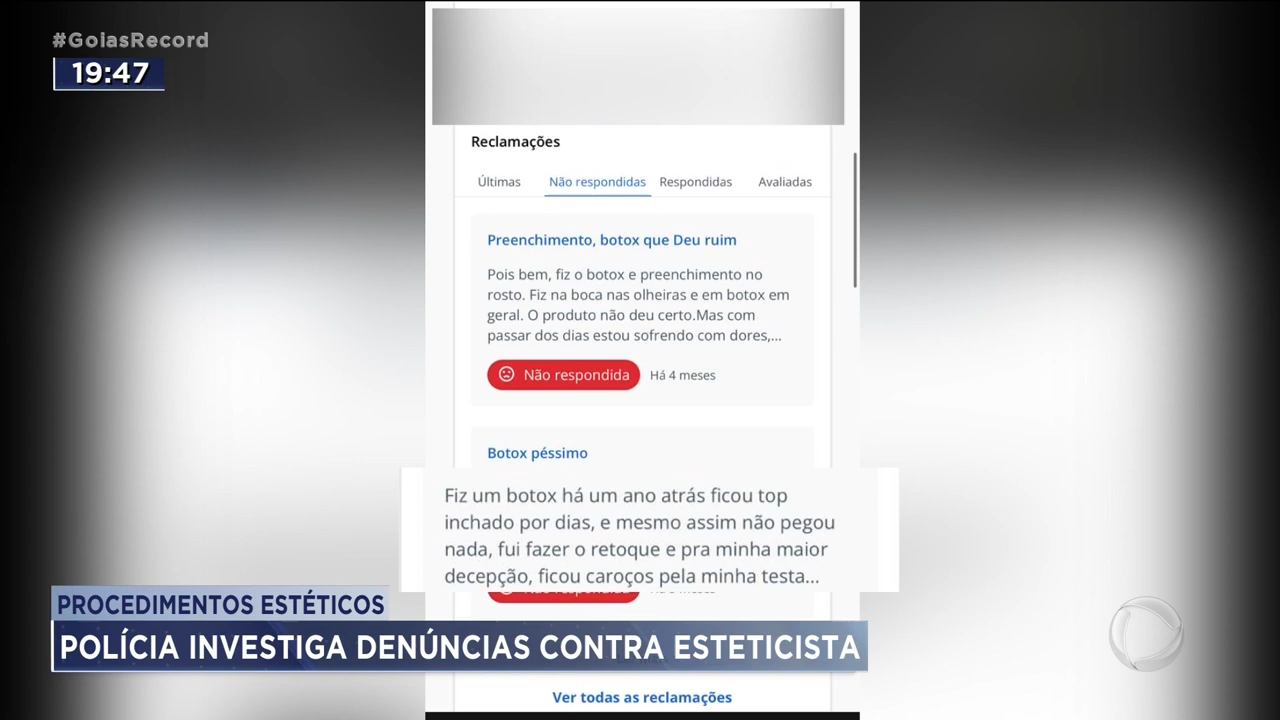 #GoiasRecord
19:47
Reclamações
Últimas Não respondidas Respondidas Avaliadas
Preenchimento, botox que Deu ruim
Pois bem, fiz o botox e preenchimento no
rosto. Fiz na boca nas olheiras e em botox em
geral. O produto não deu certo.Mas com
passar dos dias estou sofrendo com dores,...
Não respondida Há 4 meses
Botox péssimo
Fiz um botox há um ano atrás ficou top
inchado por dias, e mesmo assim não pegou
nada, fui fazer o retoque e pra minha maior
decepção, ficou caroços pela minha testa...
PROCEDIMENTOS ESTÉTICOS
POLÍCIA INVESTIGA DENÚNCIAS CONTRA ESTETICISTA
Ver todas as reclamações